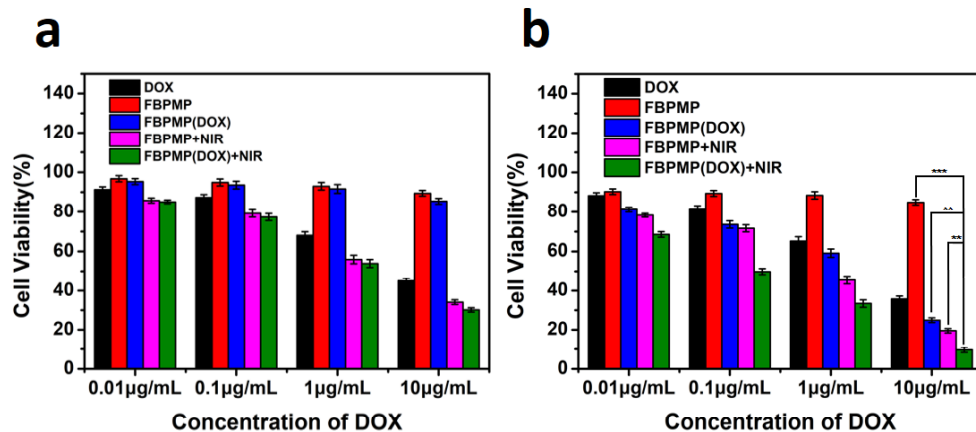 a
140
120
100
80
60
40
20
0
Cell Viability(%)
DOX
FBPMP
FBPMP(DOX)
FBPMP+NIR
FBPMP(DOX)+NIR
0.01μg/mL 0.1μg/mL 1μg/mL 10μg/mL
Concentration of DOX
b
140
120
100
80
60
40
20
0
Cell Viability(%)
DOX
FBPMP
FBPMP(DOX)
FBPMP+NIR
FBPMP(DOX)+NIR
***
**
0.01μg/mL 0.1μg/mL 1μg/mL 10μg/mL
Concentration of DOX